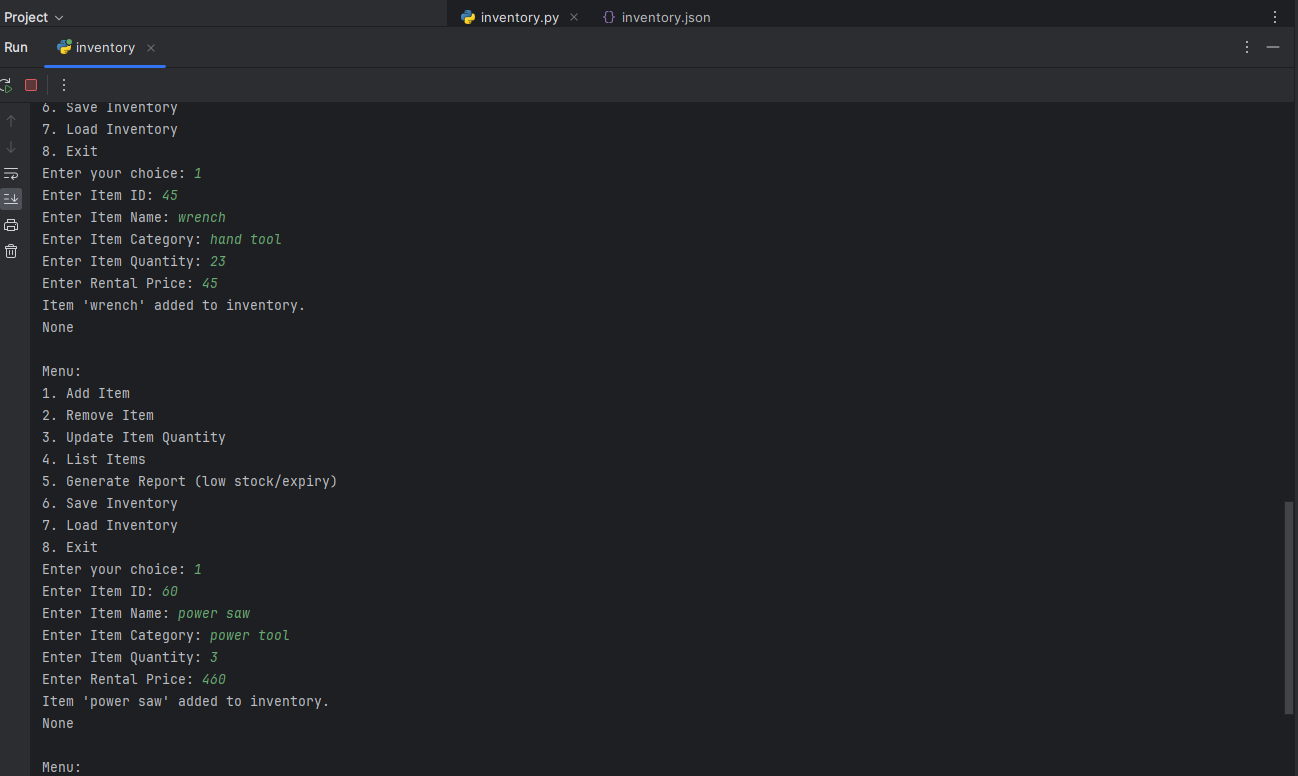 Project
inventory.py
inventory.json
Run
inventory
6. Save Inventory
7. Load Inventory
8. Exit
Enter your choice: 1
Enter Item ID: 45
Enter Item Name: wrench
Enter Item Category: hand tool
Enter Item Quantity: 23
Enter Rental Price: 45
Item 'wrench' added to inventory.
None
Menu:
1. Add Item
2. Remove Item
3. Update Item Quantity
4. List Items
5. Generate Report (low stock/expiry)
6. Save Inventory
7. Load Inventory
8. Exit
Enter your choice: 1
Enter Item ID: 60
Enter Item Name: power saw
Enter Item Category: power tool
Enter Item Quantity: 3
Enter Rental Price: 460
Item 'power saw' added to inventory.
None
Menu: